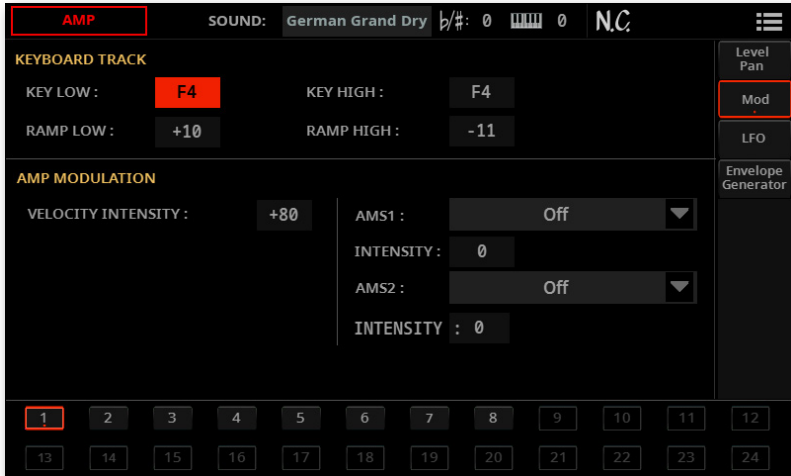 AMP SOUND: German Grand Dry ♭/#: 0 0 N.C.
KEYBOARD TRACK
KEY LOW : F4 KEY HIGH : F4
RAMP LOW : +10 RAMP HIGH : -11
AMP MODULATION
VELOCITY INTENSITY : +80 AMS1 : Off
INTENSITY : 0
AMS2 : Off
INTENSITY : 0
Level
Pan
Mod
LFO
Envelope
Generator
1 2 3 4 5 6 7 8 9 10 11 12
13 14 15 16 17 18 19 20 21 22 23 24